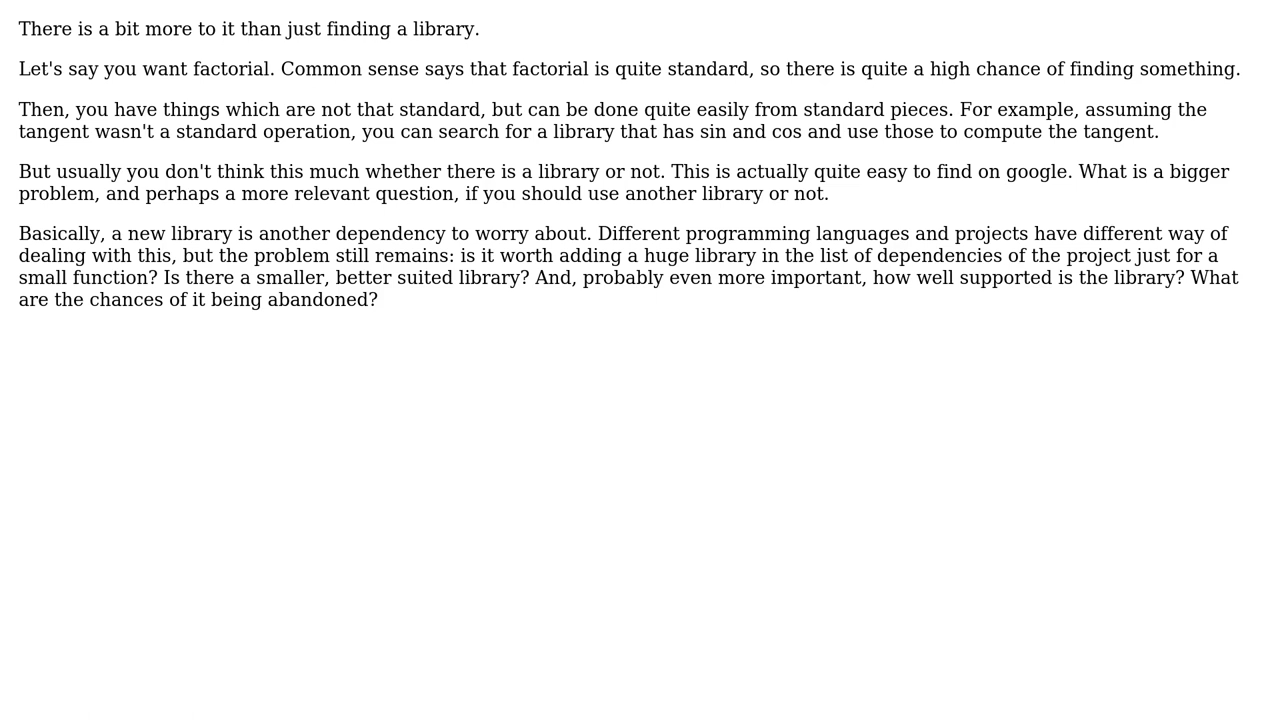 There is a bit more to it than just finding a library.
Let's say you want factorial. Common sense says that factorial is quite standard, so there is quite a high chance of finding something.
Then, you have things which are not that standard, but can be done quite easily from standard pieces. For example, assuming the
tangent wasn't a standard operation, you can search for a library that has sin and cos and use those to compute the tangent.
But usually you don't think this much whether there is a library or not. This is actually quite easy to find on google. What is a bigger
problem, and perhaps a more relevant question, if you should use another library or not.
Basically, a new library is another dependency to worry about. Different programming languages and projects have different way of
dealing with this, but the problem still remains: is it worth adding a huge library in the list of dependencies of the project just for a
small function? Is there a smaller, better suited library? And, probably even more important, how well supported is the library? What
are the chances of it being abandoned?